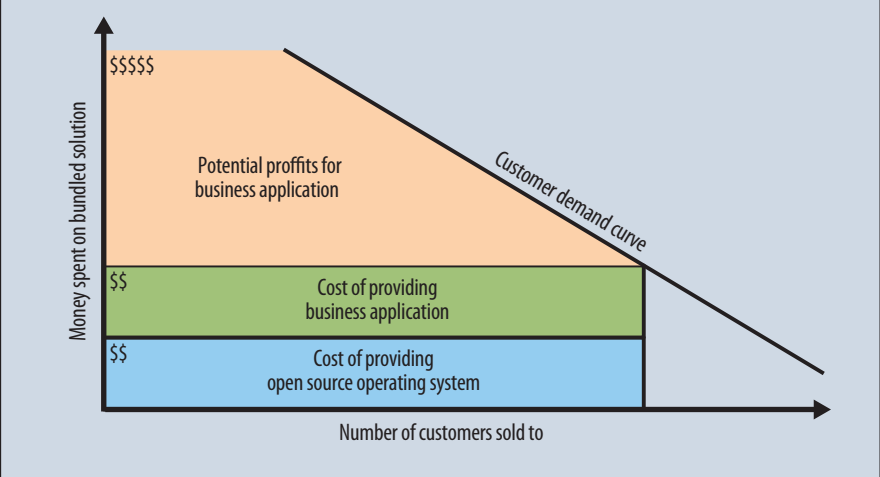 $$$$$
Potential proffits for
business application
Customer demand curve
Money spent on bundled solution
$$
Cost of providing
business application
$$
Cost of providing
open source operating system
Number of customers sold to